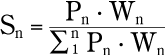 Sₙ = Pₙ · Wₙ / ∑₁ⁿ Pₙ · Wₙ